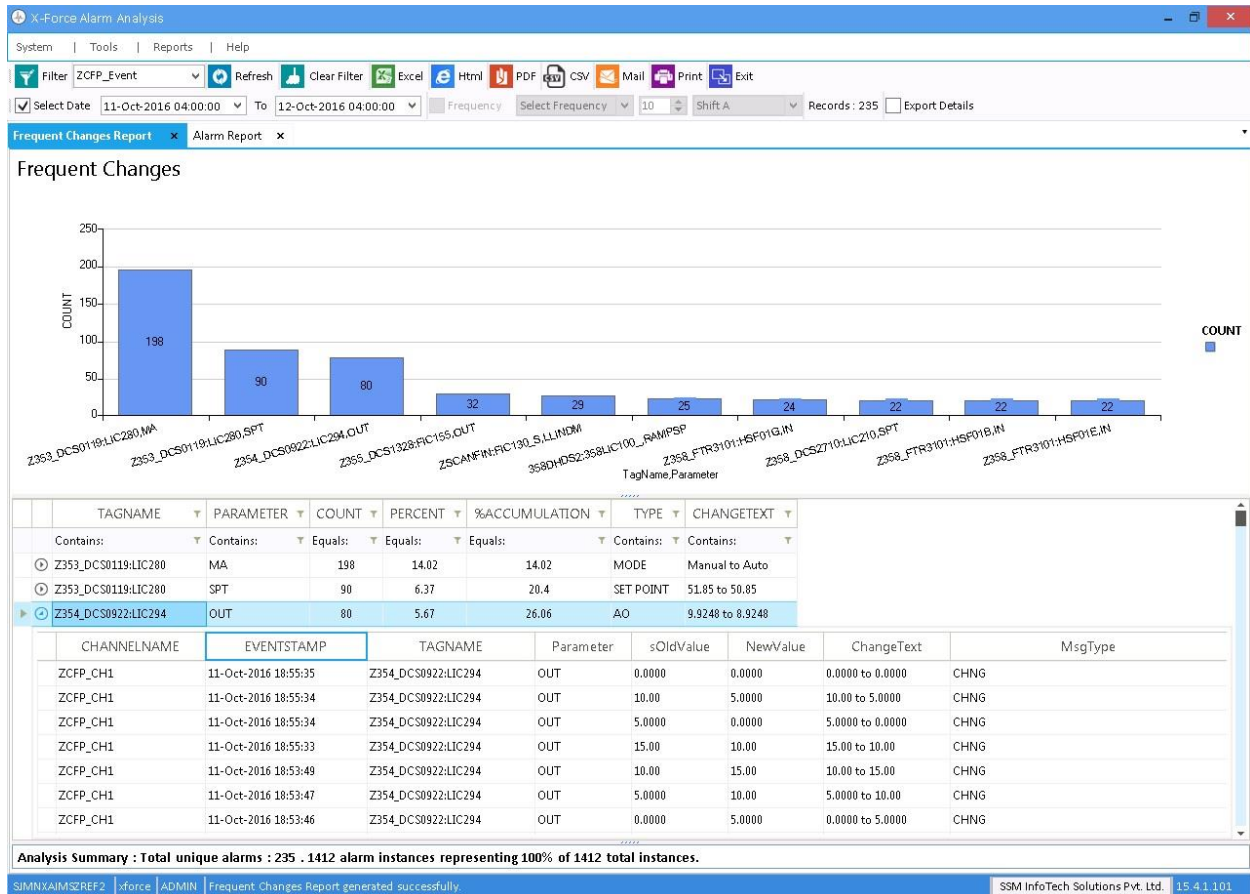 X-Force Alarm Analysis
System | Tools | Reports | Help
Filter ZCFP_Event Refresh Clear Filter Excel Html PDF CSV Mail Print Exit
Select Date 11-Oct-2016 04:00:00 To 12-Oct-2016 04:00:00 Frequency Select Frequency 10 Shift A Records : 235 Export Details
Frequent Changes Report x Alarm Report x
Frequent Changes
250
200
150
100
50
0
COUNT
198
90
80
32
29
25
24
22
22
22
COUNT
Z353_DCS0119:LIC280,MA
Z353_DCS0119:LIC280,SPT
Z354_DCS0922:LIC294,OUT
Z355_DCS1328:FIC155,OUT
ZSCANFIN:FIC130_S,LLINDM
358DHDS2:358LIC100_,RAMPSP
Z358_FTR3101:HSF01G,IN
Z358_DCS2710:LIC210,SPT
Z358_FTR3101:HSF01B,IN
Z358_FTR3101:HSF01E,IN
TagName,Parameter
TAGNAME PARAMETER COUNT PERCENT %ACCUMULATION TYPE CHANGETEXT
Contains: Contains: Equals: Equals: Equals: Contains: Contains:
Z353_DCS0119:LIC280 MA 198 14.02 14.02 MODE Manual to Auto
Z353_DCS0119:LIC280 SPT 90 6.37 20.4 SET POINT 51.85 to 50.85
Z354_DCS0922:LIC294 OUT 80 5.67 26.06 AO 9.9248 to 8.9248
CHANNELNAME EVENTSTAMP TAGNAME Parameter sOldValue NewValue ChangeText MsgType
ZCFP_CH1 11-Oct-2016 18:55:35 Z354_DCS0922:LIC294 OUT 0.0000 0.0000 0.0000 to 0.0000 CHNG
ZCFP_CH1 11-Oct-2016 18:55:34 Z354_DCS0922:LIC294 OUT 10.00 5.0000 10.00 to 5.0000 CHNG
ZCFP_CH1 11-Oct-2016 18:55:34 Z354_DCS0922:LIC294 OUT 5.0000 0.0000 5.0000 to 0.0000 CHNG
ZCFP_CH1 11-Oct-2016 18:55:33 Z354_DCS0922:LIC294 OUT 15.00 10.00 15.00 to 10.00 CHNG
ZCFP_CH1 11-Oct-2016 18:53:49 Z354_DCS0922:LIC294 OUT 10.00 15.00 10.00 to 15.00 CHNG
ZCFP_CH1 11-Oct-2016 18:53:47 Z354_DCS0922:LIC294 OUT 5.0000 10.00 5.0000 to 10.00 CHNG
ZCFP_CH1 11-Oct-2016 18:53:46 Z354_DCS0922:LIC294 OUT 0.0000 5.0000 0.0000 to 5.0000 CHNG
Analysis Summary : Total unique alarms : 235 . 1412 alarm instances representing 100% of 1412 total instances.
SJMNXAIMSZREF2 xforce ADMIN Frequent Changes Report generated successfully. SSM InfoTech Solutions Pvt. Ltd. 15.4.1.101